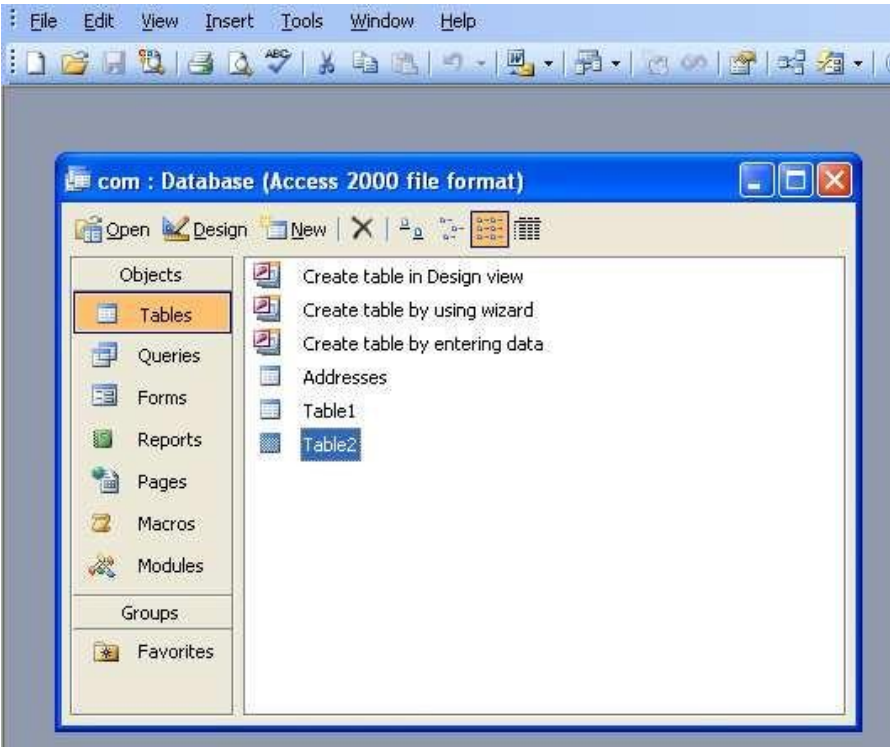 File Edit View Insert Tools Window Help
ABC
com : Database (Access 2000 file format)
Open Design New
Objects
Tables
Queries
Forms
Reports
Pages
Macros
Modules
Groups
Favorites
Create table in Design view
Create table by using wizard
Create table by entering data
Addresses
Table1
Table2